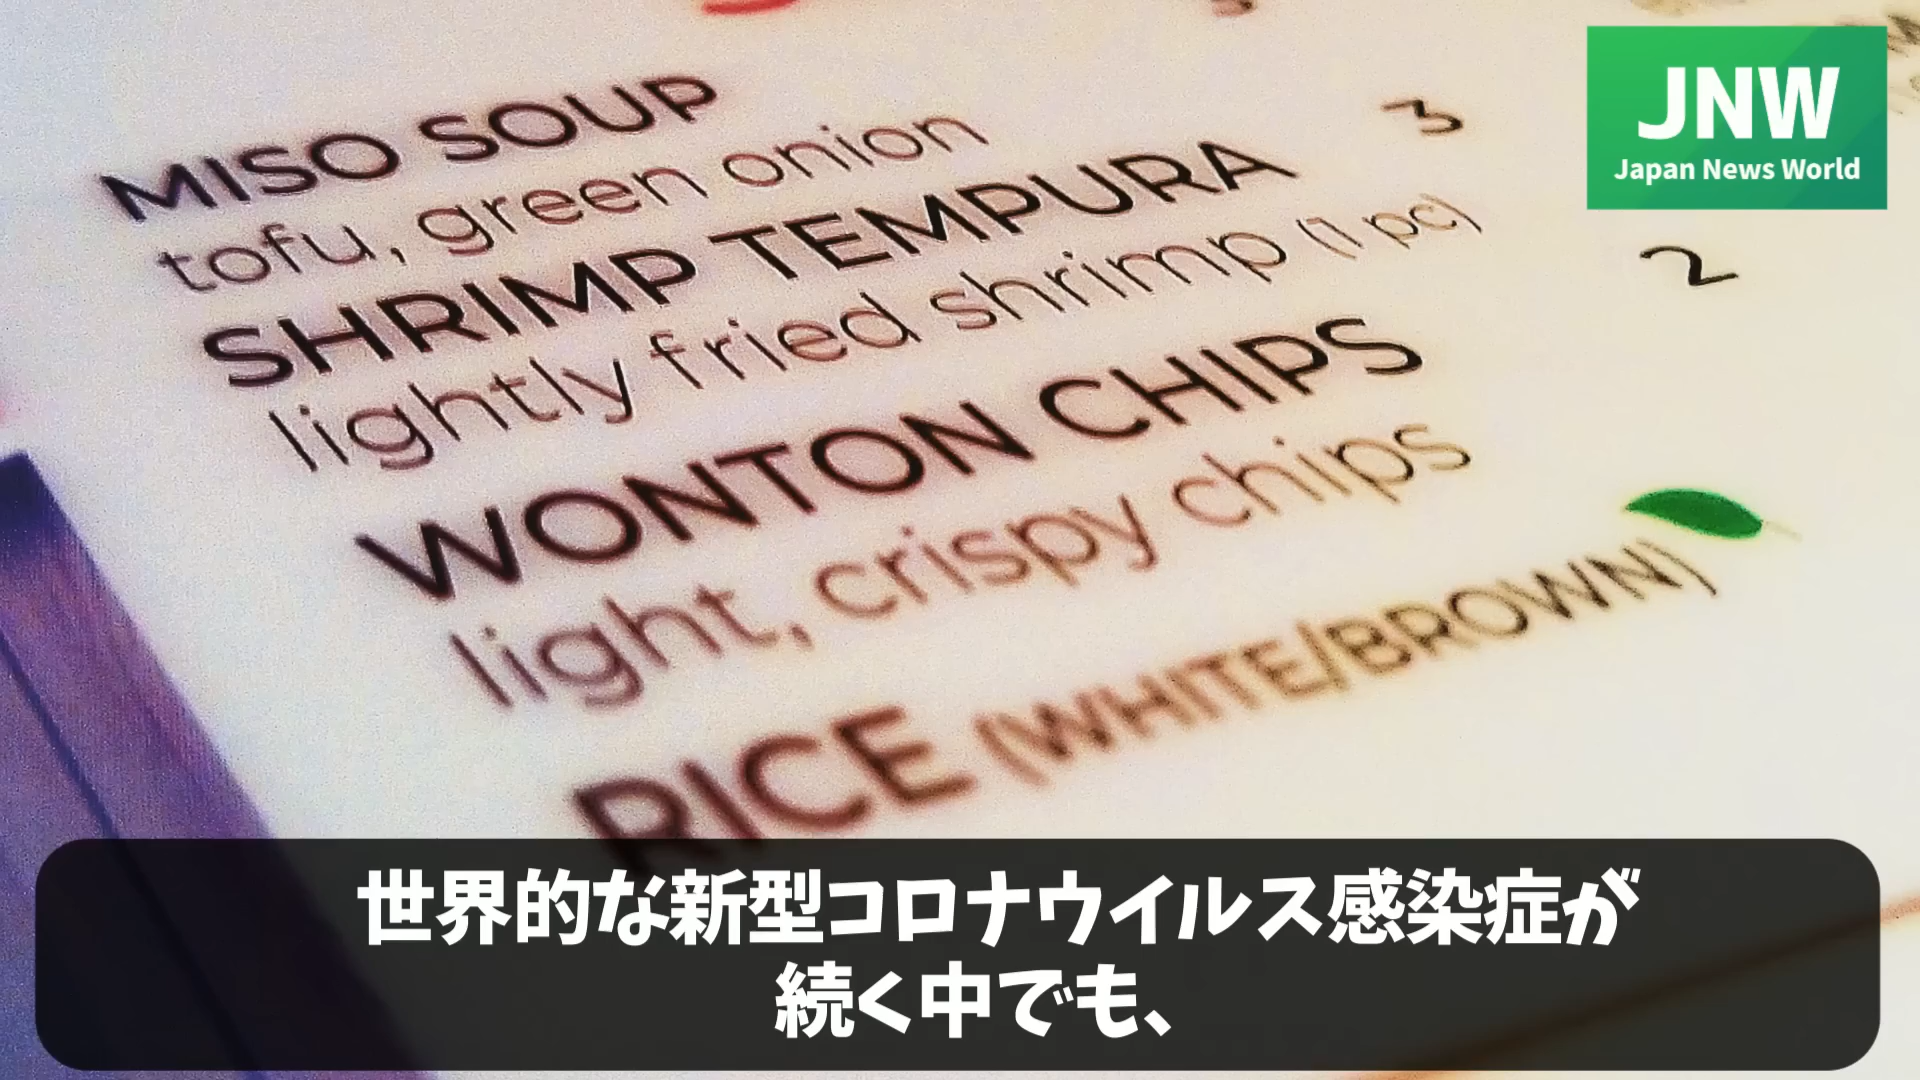 MISO SOUP
tofu, green onion
3
SHRIMP TEMPURA
lightly fried shrimp (1 pc)
2
WONTON CHIPS
light, crispy chips
RICE (WHITE/BROWN)
JNW
Japan News World
世界的な新型コロナウイルス感染症が
続く中でも、